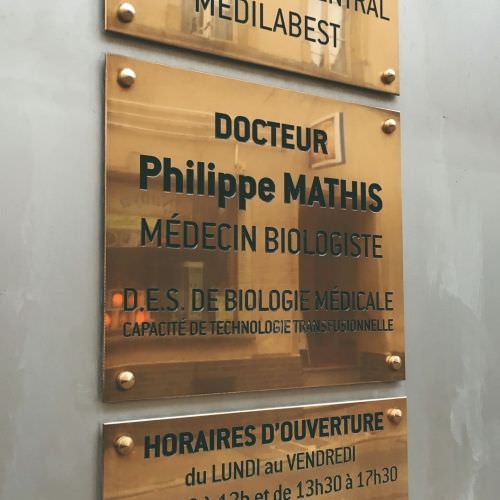 CENTRAL
MEDILABEST
DOCTEUR
Philippe MATHIS
MÉDECIN BIOLOGISTE
D.E.S. DE BIOLOGIE MÉDICALE
CAPACITÉ DE TECHNOLOGIE TRANSFUSIONNELLE
HORAIRES D'OUVERTURE
du LUNDI au VENDREDI
à 12h et de 13h30 à 17h30